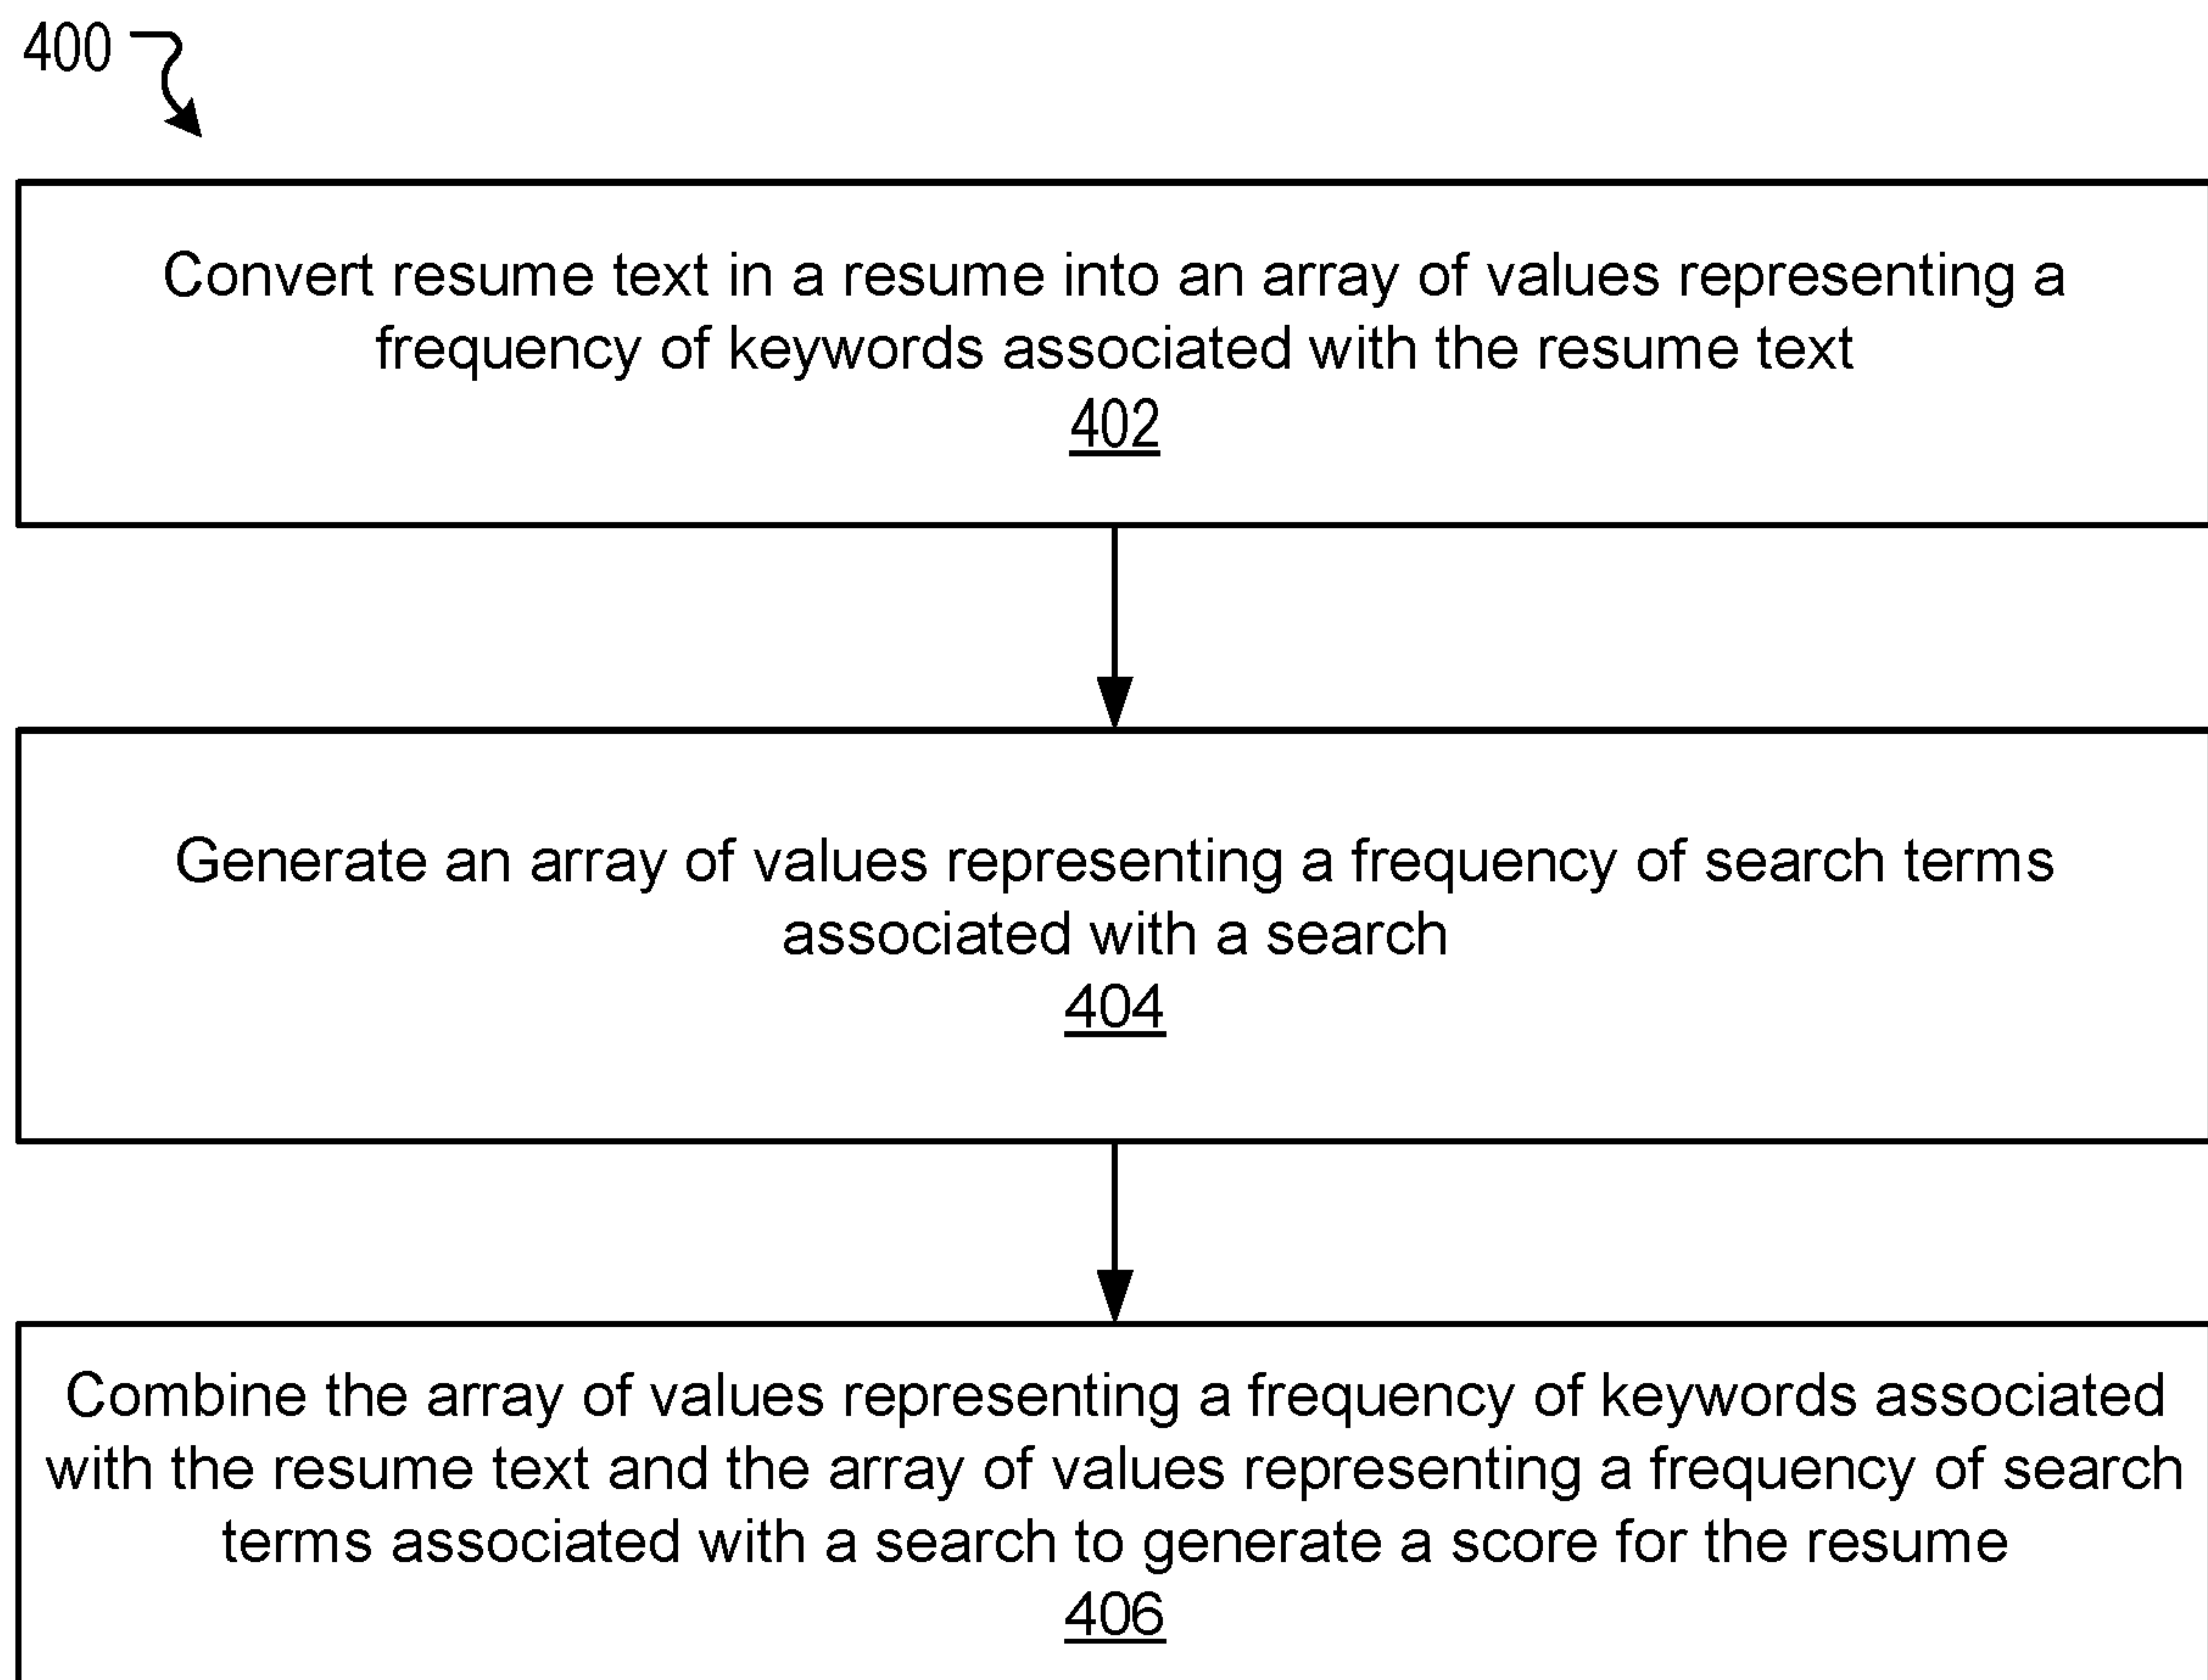 400
Convert resume text in a resume into an array of values representing a
frequency of keywords associated with the resume text
402
Generate an array of values representing a frequency of search terms
associated with a search
404
Combine the array of values representing a frequency of keywords associated
with the resume text and the array of values representing a frequency of search
terms associated with a search to generate a score for the resume
406